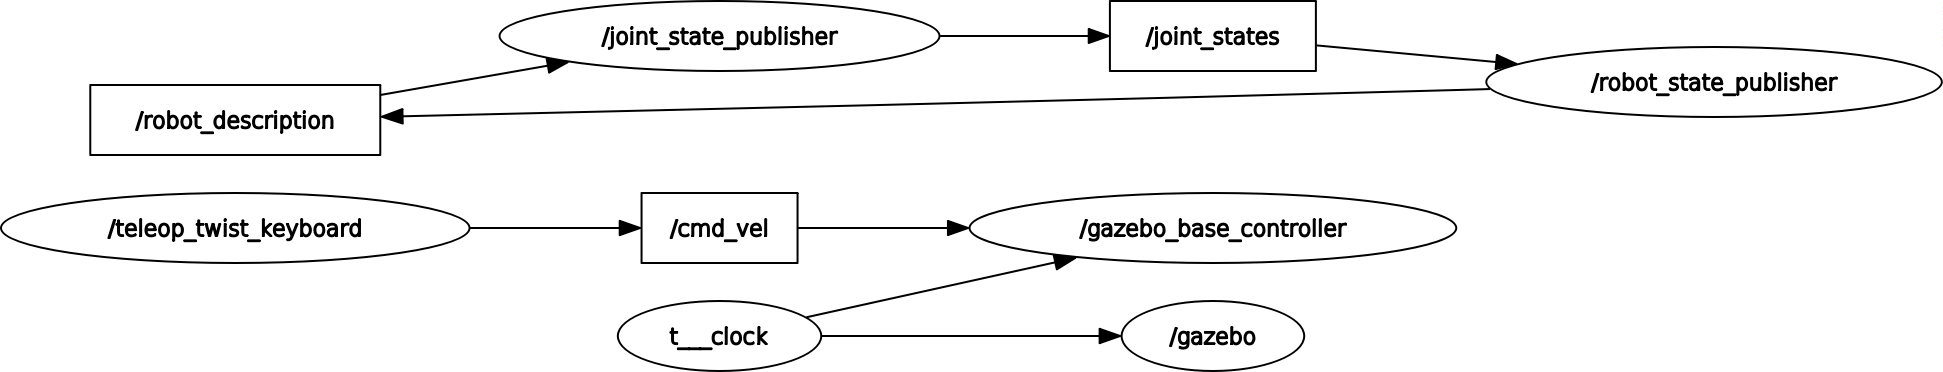 /joint_state_publisher
/joint_states
/robot_state_publisher
/robot_description
/teleop_twist_keyboard
/cmd_vel
/gazebo_base_controller
t___clock
/gazebo